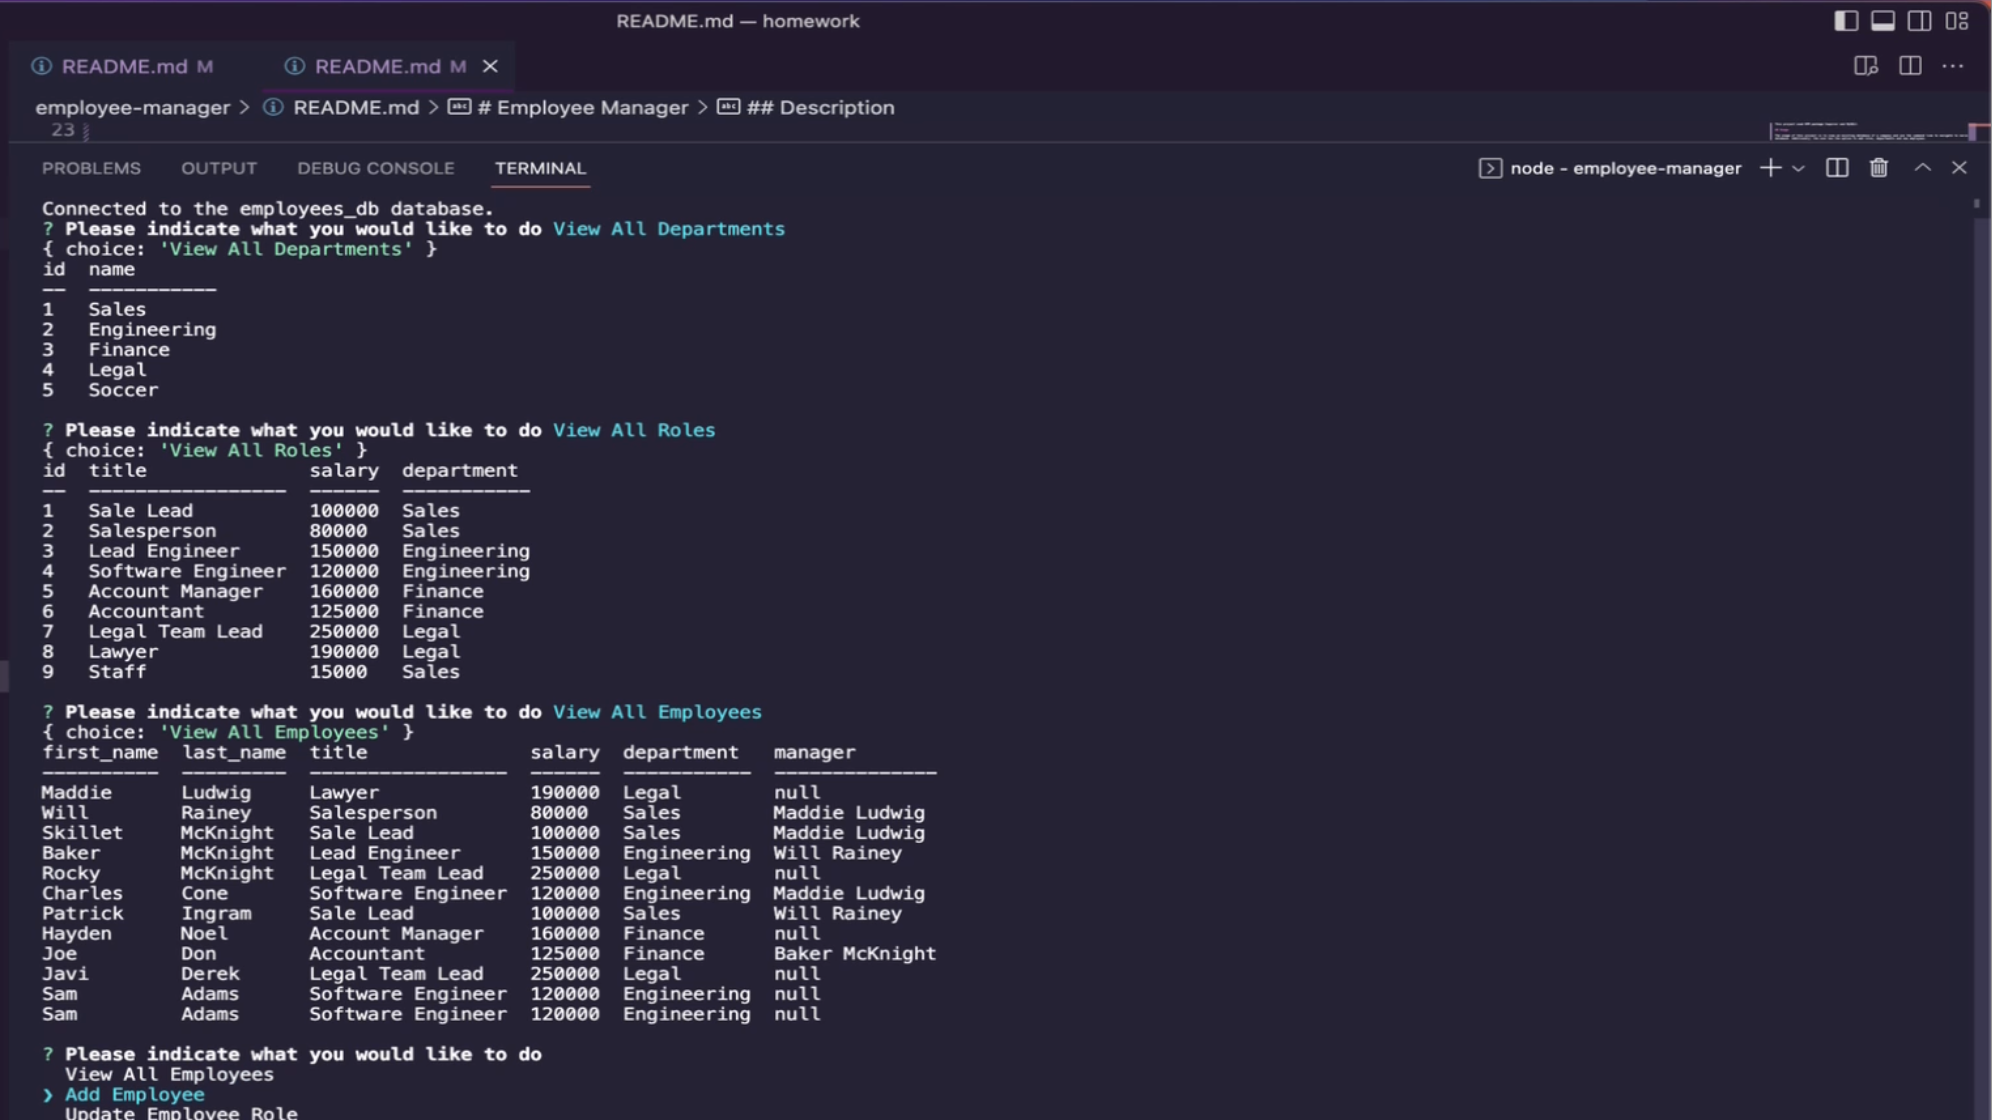 README.md — homework
README.md M README.md M
employee-manager > README.md > # Employee Manager > ## Description
23
PROBLEMS OUTPUT DEBUG CONSOLE TERMINAL node - employee-manager
Connected to the employees_db database.
? Please indicate what you would like to do View All Departments
{ choice: 'View All Departments' }
id name
-- -----------
1 Sales
2 Engineering
3 Finance
4 Legal
5 Soccer
? Please indicate what you would like to do View All Roles
{ choice: 'View All Roles' }
id title salary department
-- ----------------- ------ -----------
1 Sale Lead 100000 Sales
2 Salesperson 80000 Sales
3 Lead Engineer 150000 Engineering
4 Software Engineer 120000 Engineering
5 Account Manager 160000 Finance
6 Accountant 125000 Finance
7 Legal Team Lead 250000 Legal
8 Lawyer 190000 Legal
9 Staff 15000 Sales
? Please indicate what you would like to do View All Employees
{ choice: 'View All Employees' }
first_name last_name title salary department manager
---------- --------- ----------------- ------ ----------- --------------
Maddie Ludwig Lawyer 190000 Legal null
Will Rainey Salesperson 80000 Sales Maddie Ludwig
Skillet McKnight Sale Lead 100000 Sales Maddie Ludwig
Baker McKnight Lead Engineer 150000 Engineering Will Rainey
Rocky McKnight Legal Team Lead 250000 Legal null
Charles Cone Software Engineer 120000 Engineering Maddie Ludwig
Patrick Ingram Sale Lead 100000 Sales Will Rainey
Hayden Noel Account Manager 160000 Finance null
Joe Don Accountant 125000 Finance Baker McKnight
Javi Derek Legal Team Lead 250000 Legal null
Sam Adams Software Engineer 120000 Engineering null
Sam Adams Software Engineer 120000 Engineering null
? Please indicate what you would like to do
View All Employees
❯ Add Employee
Update Employee Role